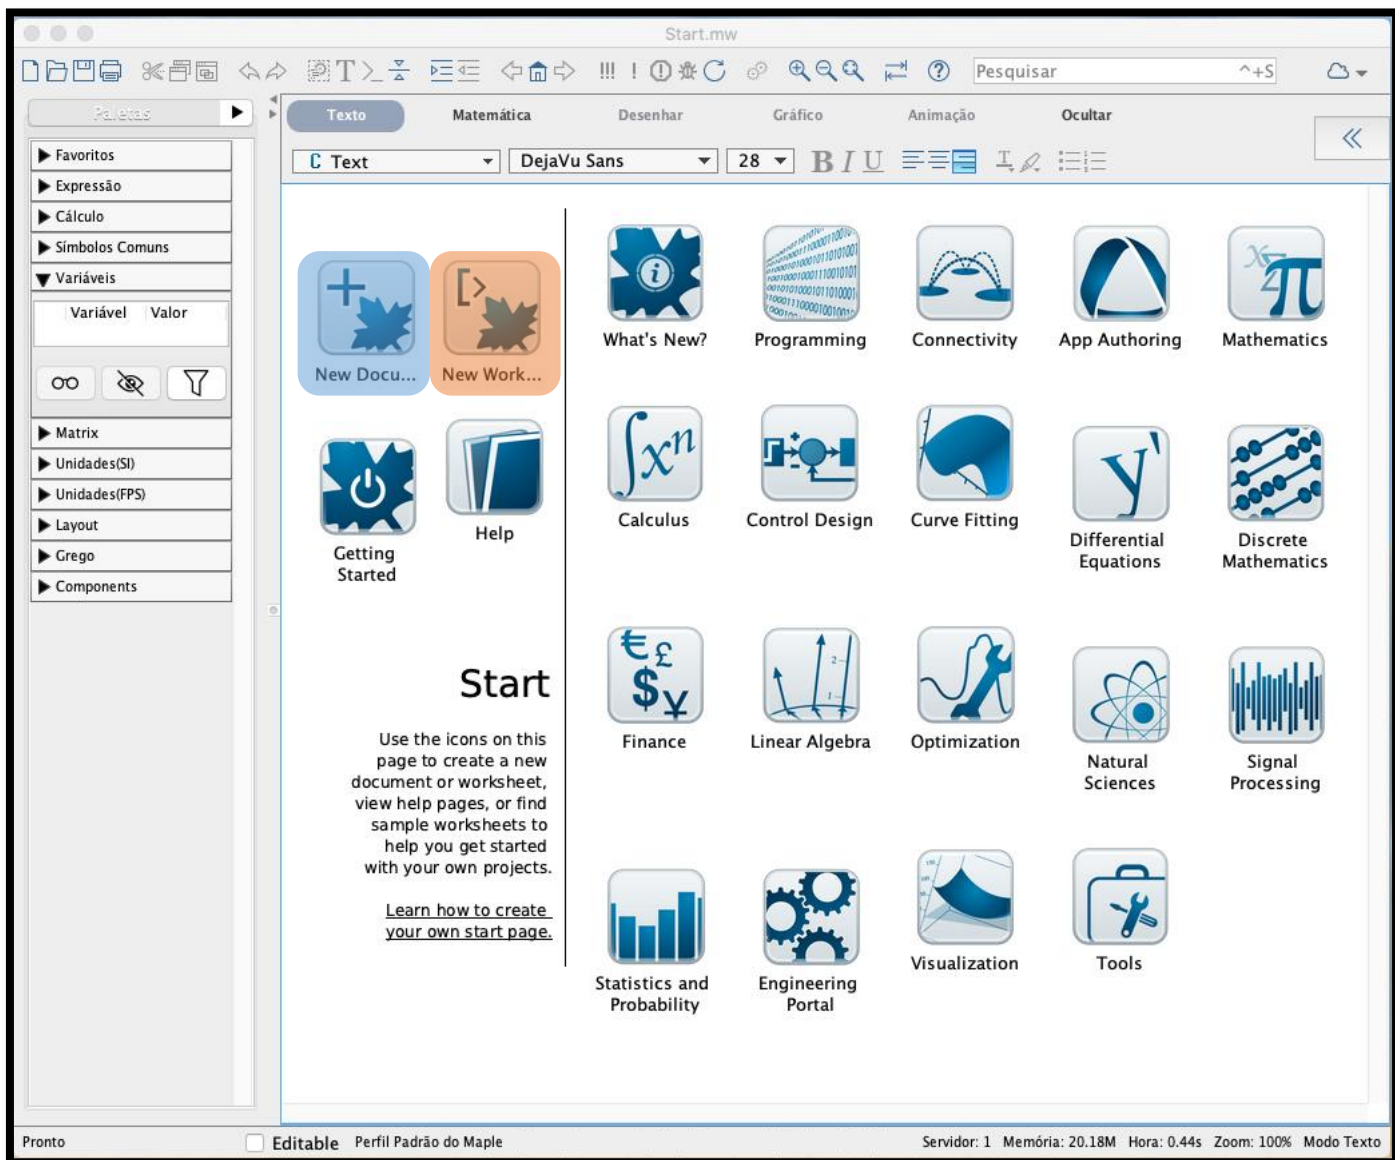 Start.mw
Pesquisar ^+S
Paletas
Texto Matemática Desenhar Gráfico Animação Ocultar
C Text DejaVu Sans 28 B I U
Favoritos
Expressão
Cálculo
Símbolos Comuns
Variáveis
Variável Valor
Matrix
Unidades(SI)
Unidades(FPS)
Layout
Grego
Components
New Docu...
New Work...
Getting
Started
Help
Start
Use the icons on this
page to create a new
document or worksheet,
view help pages, or find
sample worksheets to
help you get started
with your own projects.
Learn how to create
your own start page.
What's New?
Programming
Connectivity
App Authoring
Mathematics
Calculus
Control Design
Curve Fitting
Differential
Equations
Discrete
Mathematics
Finance
Linear Algebra
Optimization
Natural
Sciences
Signal
Processing
Statistics and
Probability
Engineering
Portal
Visualization
Tools
Pronto Editable Perfil Padrão do Maple Servidor: 1 Memória: 20.18M Hora: 0.44s Zoom: 100% Modo Texto